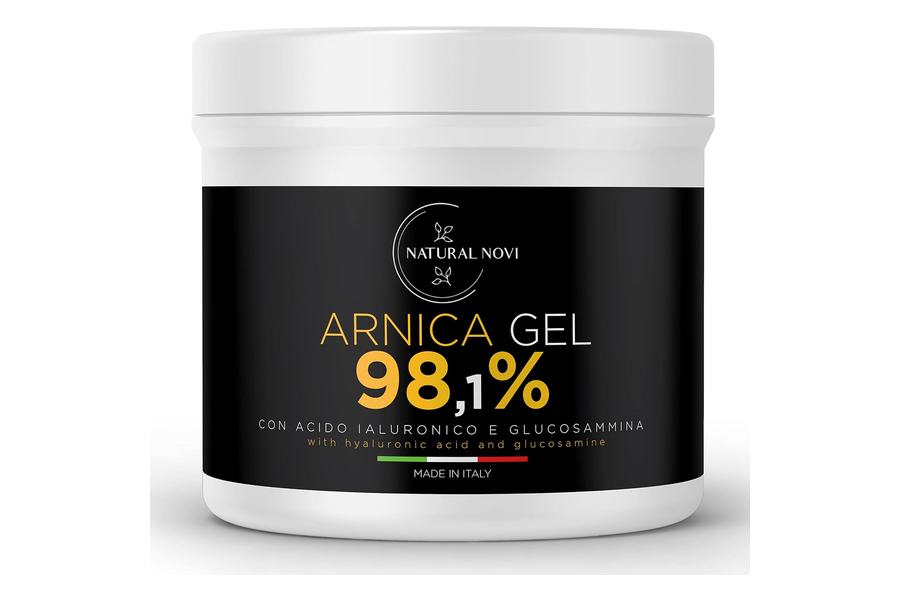 NATURAL NOVI
ARNICA GEL
98,1%
CON ACIDO IALURONICO E GLUCOSAMMINA
with hyaluronic acid and glucosamine
MADE IN ITALY